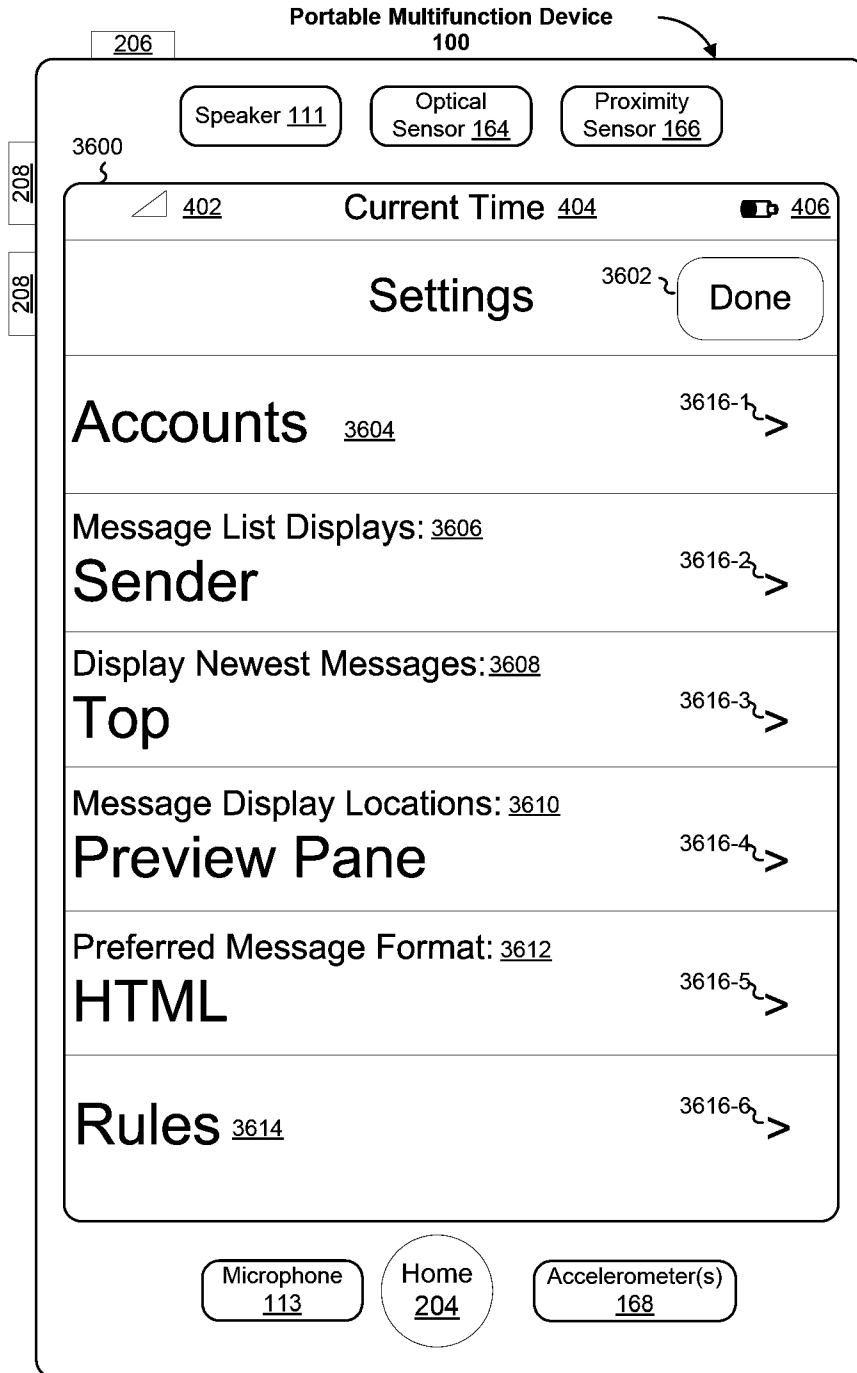 Portable Multifunction Device
100
206
Speaker 111
Optical
Sensor 164
Proximity
Sensor 166
3600
208
402
Current Time 404
406
208
Settings
3602
Done
Accounts 3604
3616-1
>
Message List Displays: 3606
Sender
3616-2
>
Display Newest Messages: 3608
Top
3616-3
>
Message Display Locations: 3610
Preview Pane
3616-4
>
Preferred Message Format: 3612
HTML
3616-5
>
Rules 3614
3616-6
>
Microphone
113
Home
204
Accelerometer(s)
168